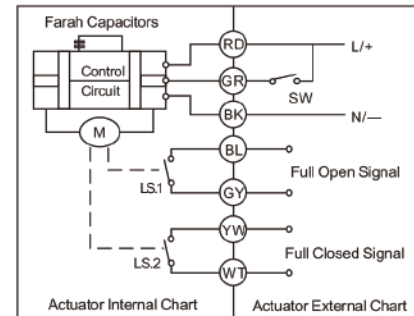 Farah Capacitors
Control
Circuit
M
LS.1
LS.2
RD
GR
BK
BL
GY
YW
WT
L/+
SW
N/—
Full Open Signal
Full Closed Signal
Actuator Internal Chart
Actuator External Chart